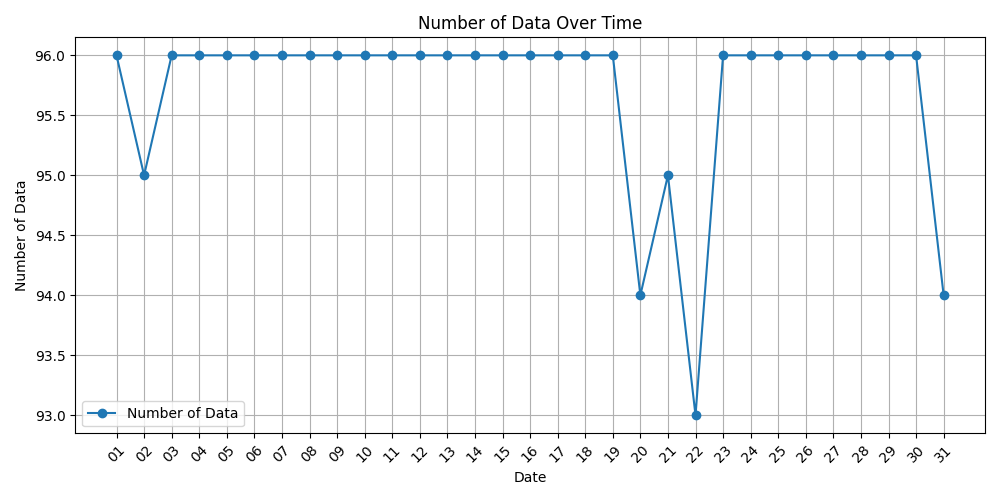 Number of Data Over Time
Number of Data
96.0
95.5
95.0
94.5
94.0
93.5
93.0
Number of Data
01 02 03 04 05 06 07 08 09 10 11 12 13 14 15 16 17 18 19 20 21 22 23 24 25 26 27 28 29 30 31
Date